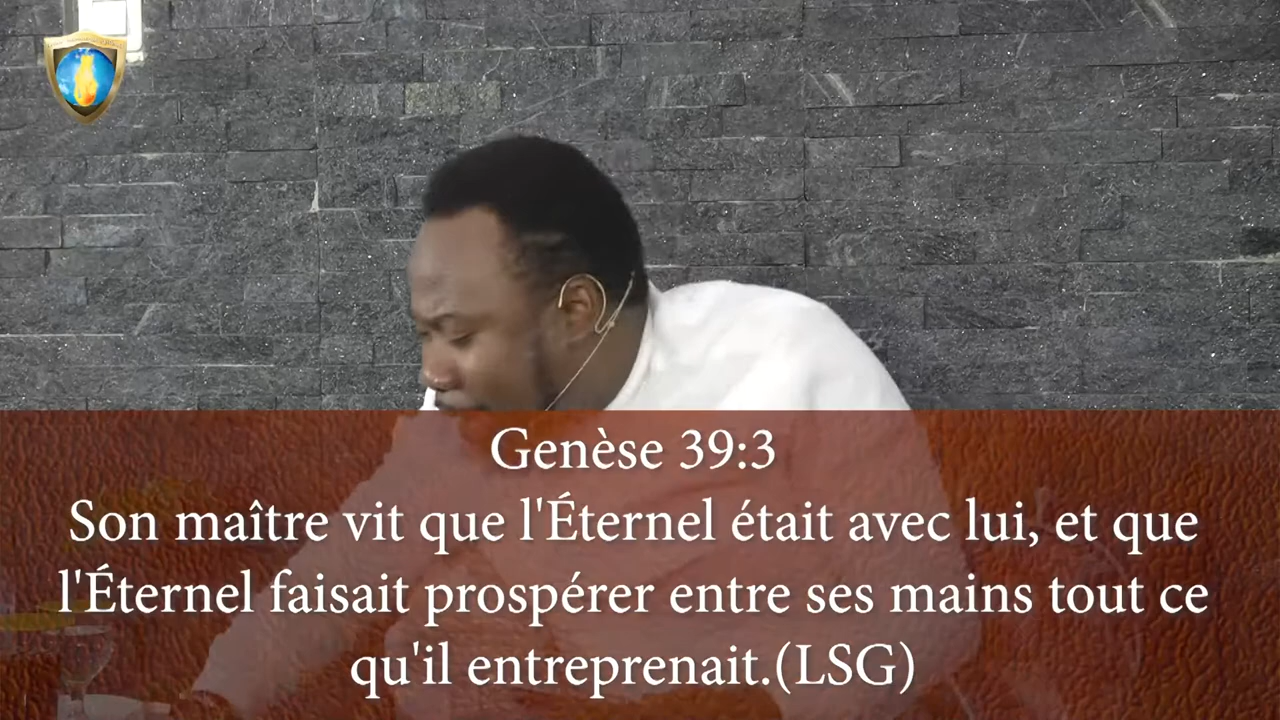 Genèse 39:3
Son maître vit que l'Éternel était avec lui, et que
l'Éternel faisait prospérer entre ses mains tout ce
qu'il entreprenait.(LSG)